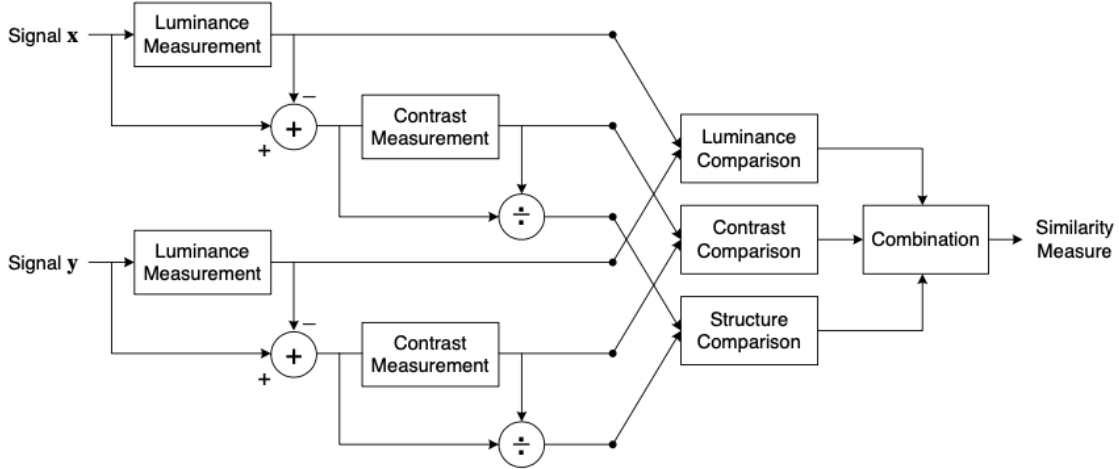 Signal x
Luminance
Measurement
−
+
+
Contrast
Measurement
÷
Signal y
Luminance
Measurement
−
+
+
Contrast
Measurement
÷
Luminance
Comparison
Contrast
Comparison
Structure
Comparison
Combination
Similarity
Measure